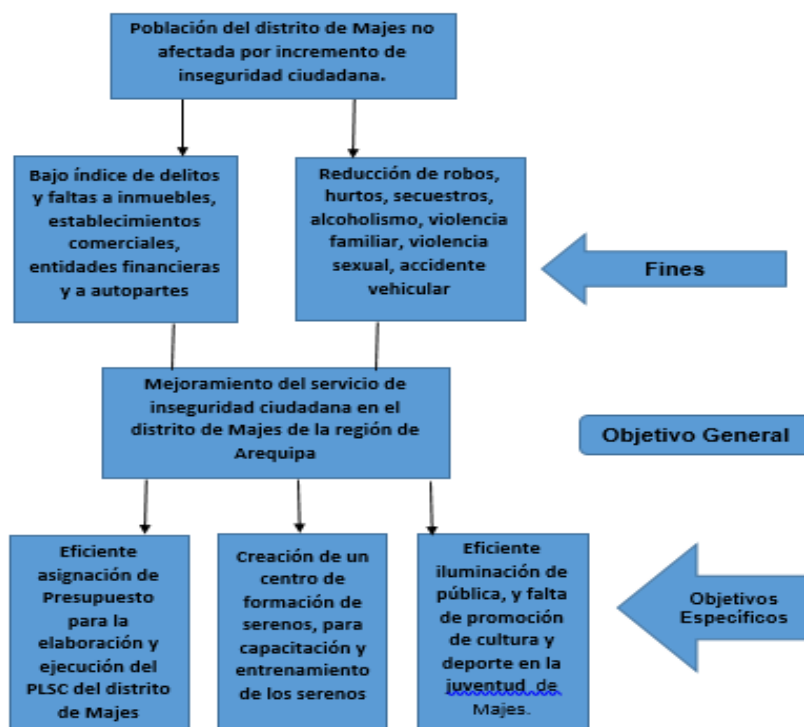 Población del distrito de Majes no
afectada por incremento de
inseguridad ciudadana.
Bajo índice de delitos
y faltas a inmuebles,
establecimientos
comerciales,
entidades financieras
y a autopartes
Reducción de robos,
hurtos, secuestros,
alcoholismo, violencia
familiar, violencia
sexual, accidente
vehicular
Fines
Mejoramiento del servicio de
inseguridad ciudadana en el
distrito de Majes de la región de
Arequipa
Objetivo General
Eficiente
asignación de
Presupuesto
para la
elaboración y
ejecución del
PLSC del distrito
de Majes
Creación de un
centro de
formación de
serenos, para
capacitación y
entrenamiento
de los serenos
Eficiente
iluminación de
pública, y falta
de promoción
de cultura y
deporte en la
juventud de
Majes.
Objetivos
Específicos